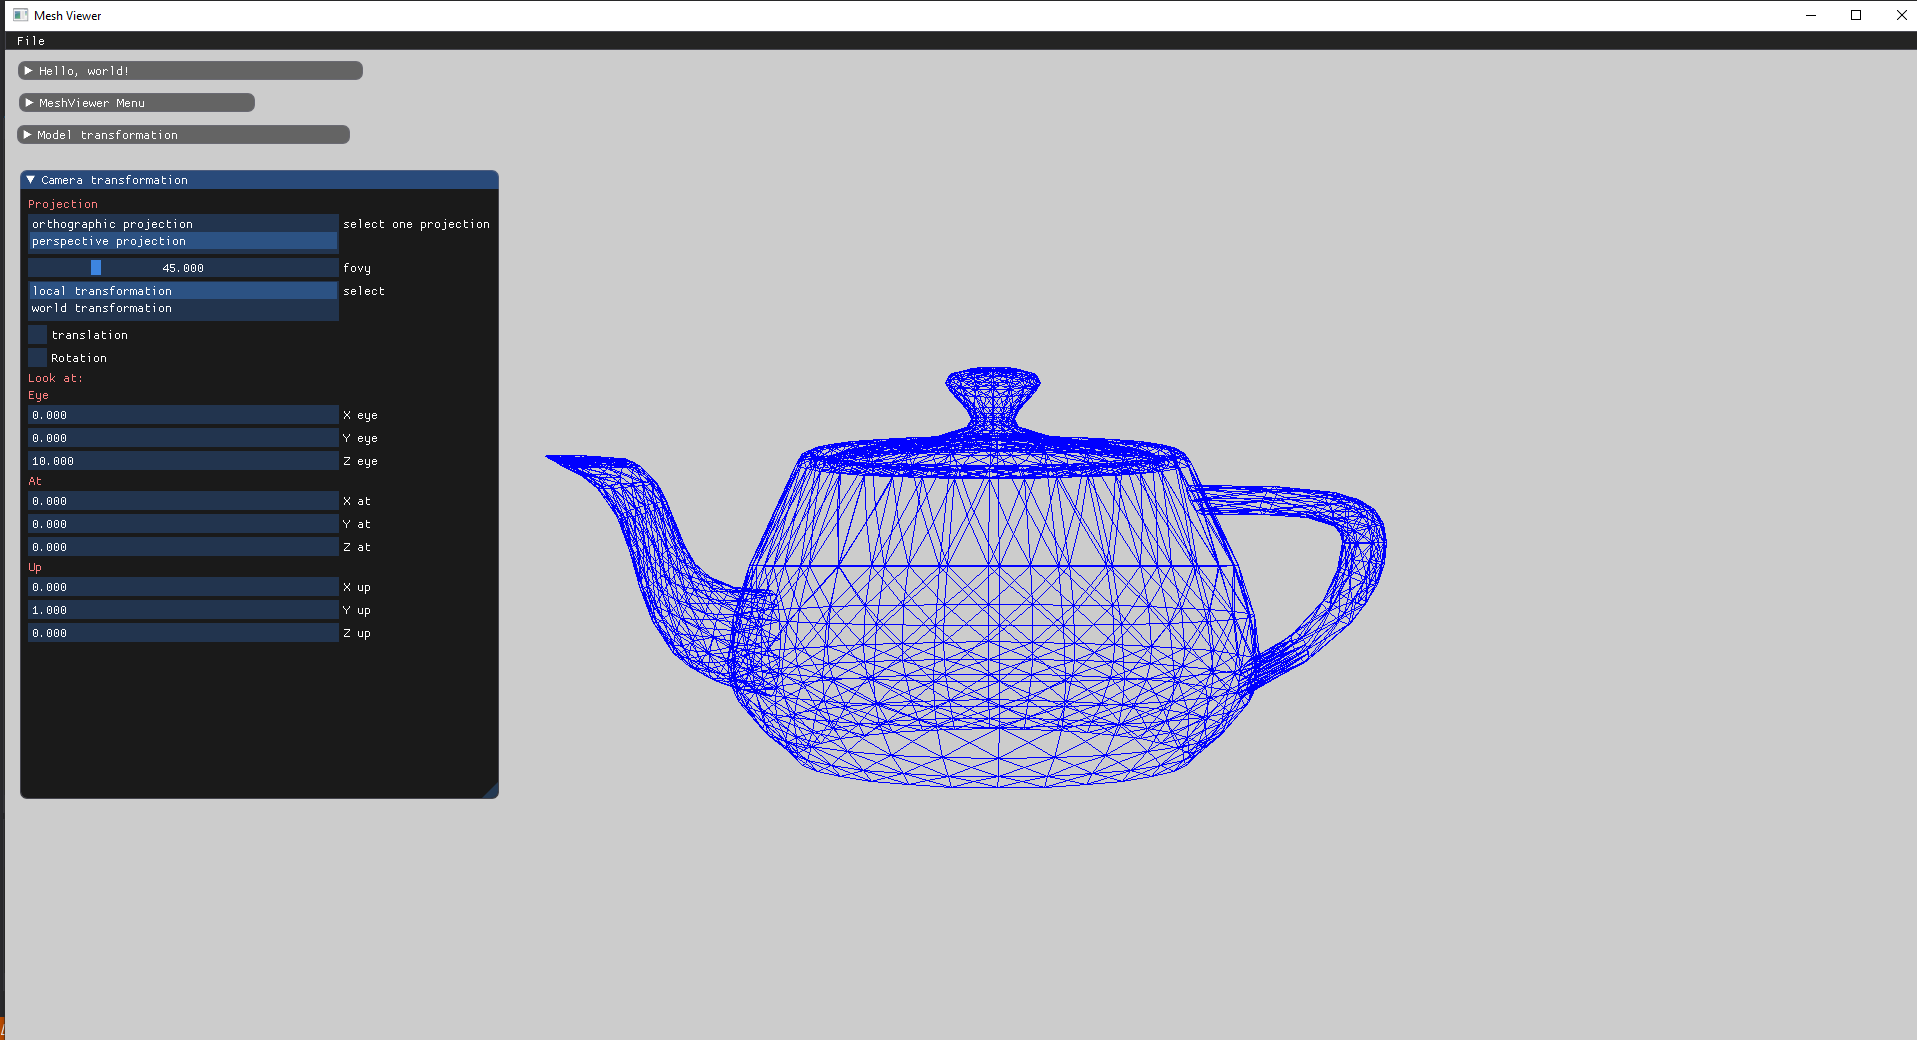 Mesh Viewer
File
Hello, world!
MeshViewer Menu
Model transformation
Camera transformation
Projection
orthographic projection select one projection
perspective projection
45.000 fovy
local transformation select
world transformation
translation
Rotation
Look at:
Eye
0.000 X eye
0.000 Y eye
10.000 Z eye
At
0.000 X at
0.000 Y at
0.000 Z at
Up
0.000 X up
1.000 Y up
0.000 Z up